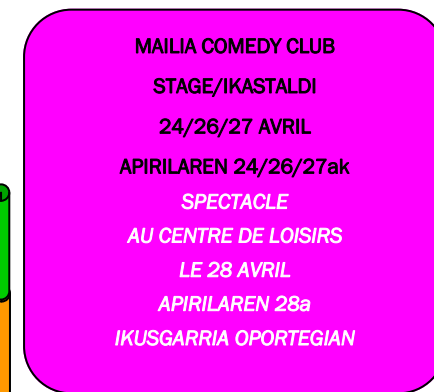 MAILIA COMEDY CLUB
STAGE/IKASTALDI
24/26/27 AVRIL
APIRILAREN 24/26/27ak
SPECTACLE
AU CENTRE DE LOISIRS
LE 28 AVRIL
APIRILAREN 28a
IKUSGARRIA OPORTEGIAN